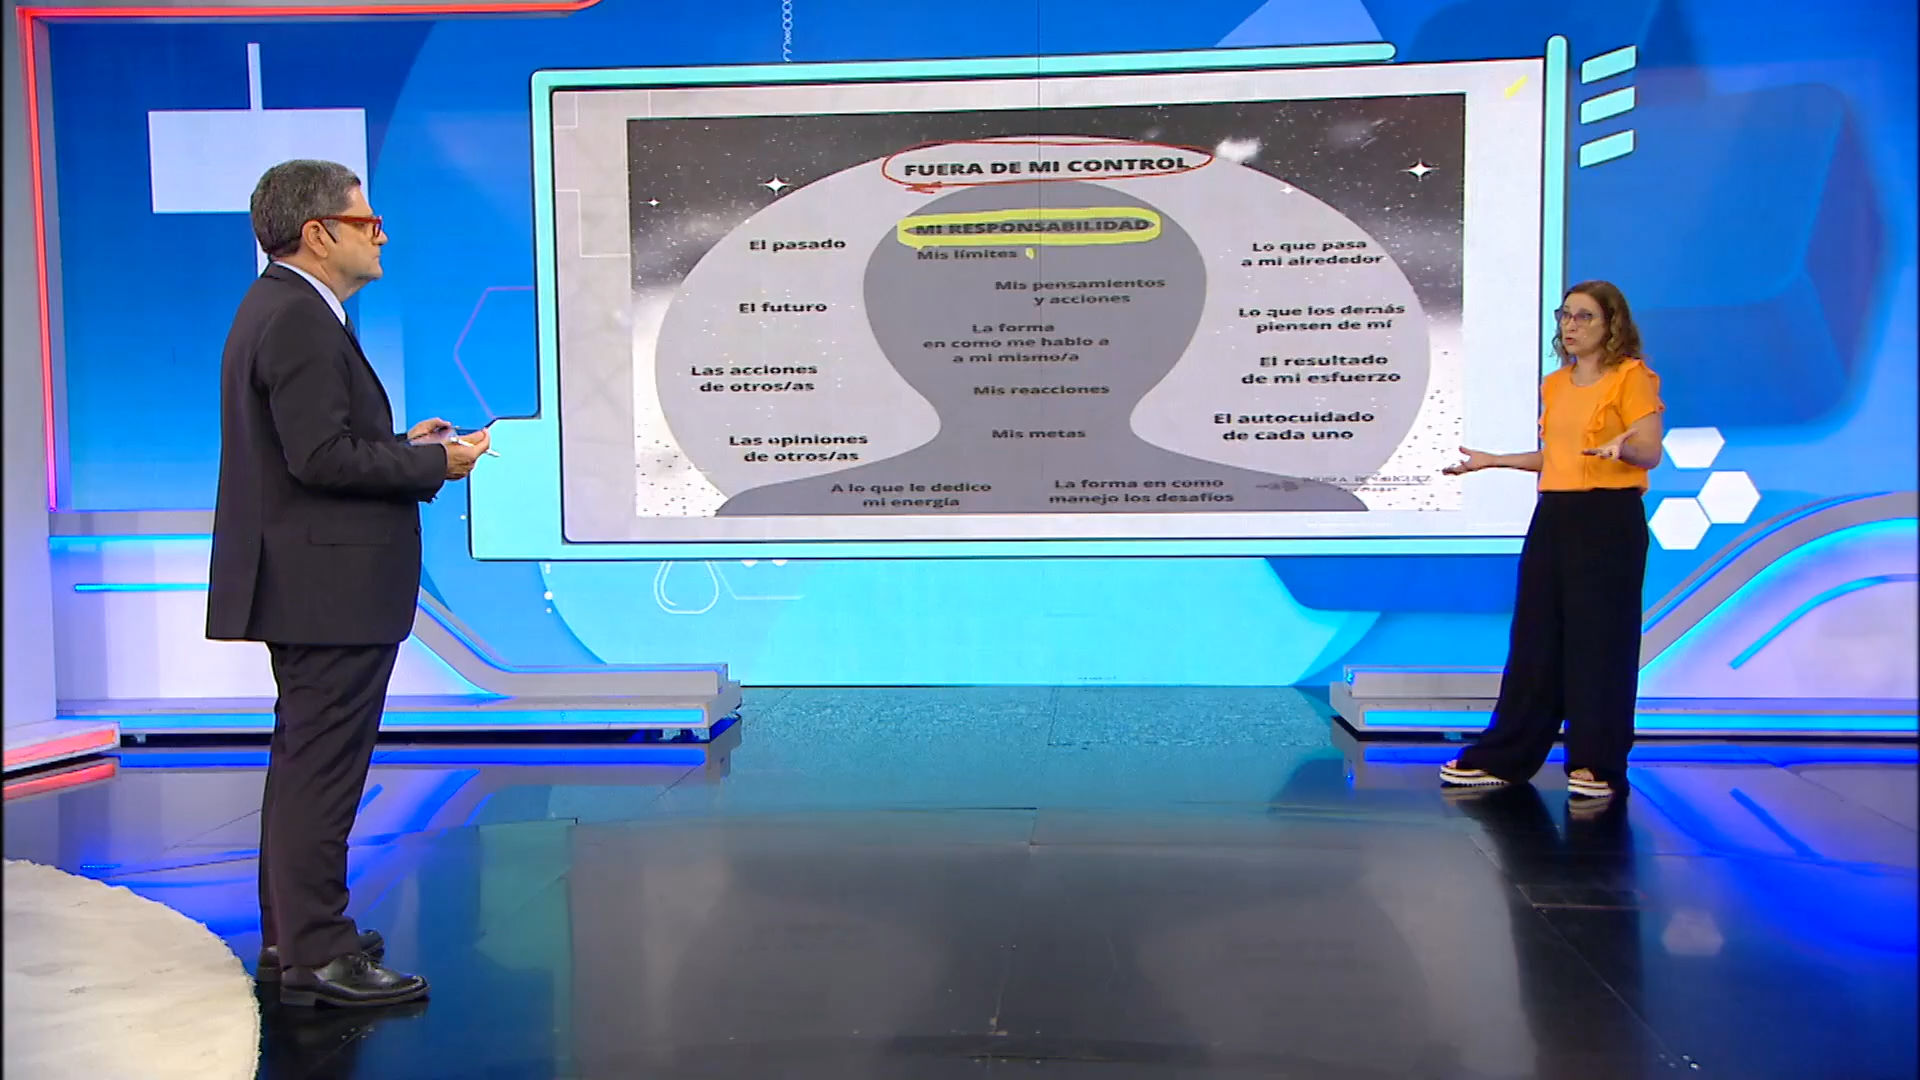 FUERA DE MI CONTROL
MI RESPONSABILIDAD
Mis límites
Mis pensamientos
y acciones
La forma
en como me hablo a
a mi mismo/a
Mis reacciones
Mis metas
A lo que le dedico
mi energía
La forma en como
manejo los desafíos
El pasado
El futuro
Las acciones
de otros/as
Las opiniones
de otros/as
Lo que pasa
a mi alrededor
Lo que los demás
piensen de mí
El resultado
de mi esfuerzo
El autocuidado
de cada uno